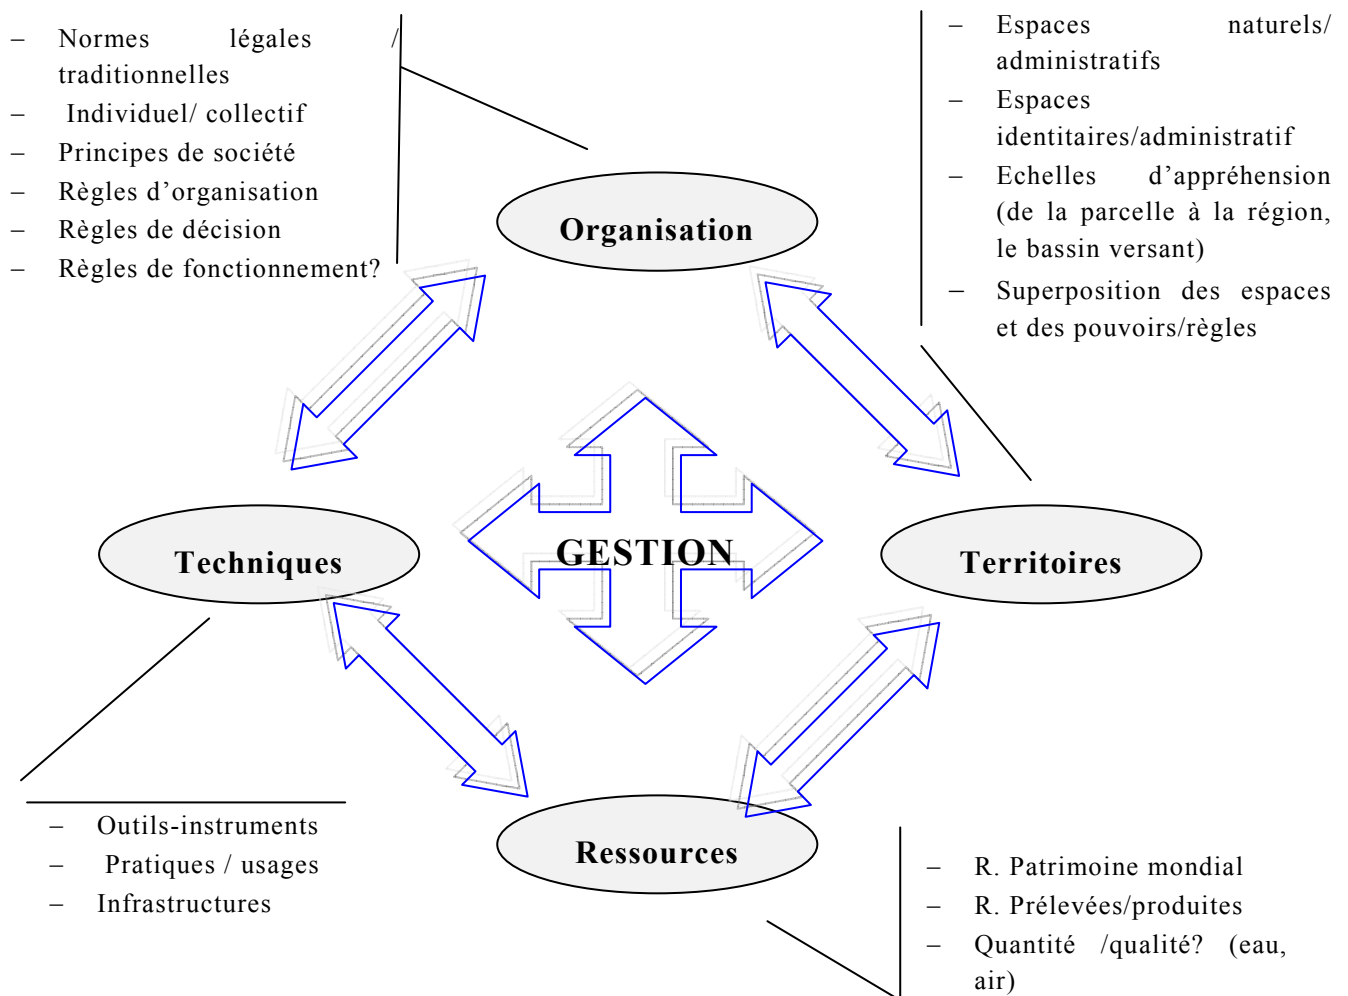 – Normes légales /
traditionnelles
– Individuel/ collectif
– Principes de société
– Règles d’organisation
– Règles de décision
– Règles de fonctionnement?
– Espaces naturels/
administratifs
– Espaces
identitaires/administratif
– Echelles d’appréhension
(de la parcelle à la région,
le bassin versant)
– Superposition des espaces
et des pouvoirs/règles
Organisation
Techniques
GESTION
Territoires
Ressources
– Outils-instruments
– Pratiques / usages
– Infrastructures
– R. Patrimoine mondial
– R. Prélevées/produites
– Quantité /qualité? (eau,
air)